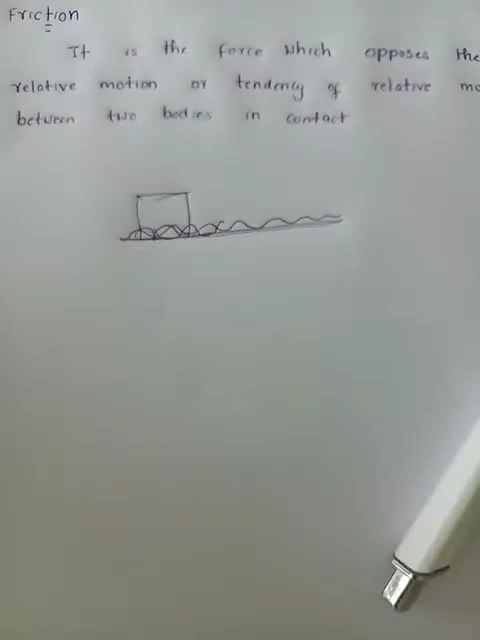 Friction
It is the force which opposes the
relative motion or tendency of relative mo
between two bodies in contact